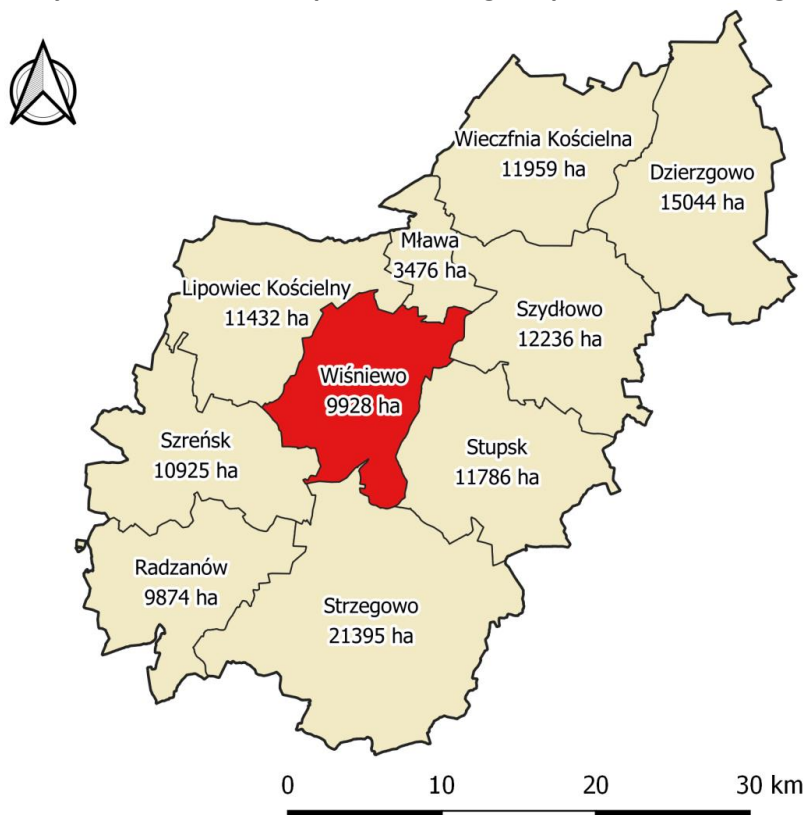 Wieczfnia Kościelna
11959 ha
Dzierzgowo
15044 ha
Mława
3476 ha
Lipowiec Kościelny
11432 ha
Szydłowo
12236 ha
Wiśniewo
9928 ha
Szreńsk
10925 ha
Stupsk
11786 ha
Radzanów
9874 ha
Strzegowo
21395 ha
0 10 20 30 km